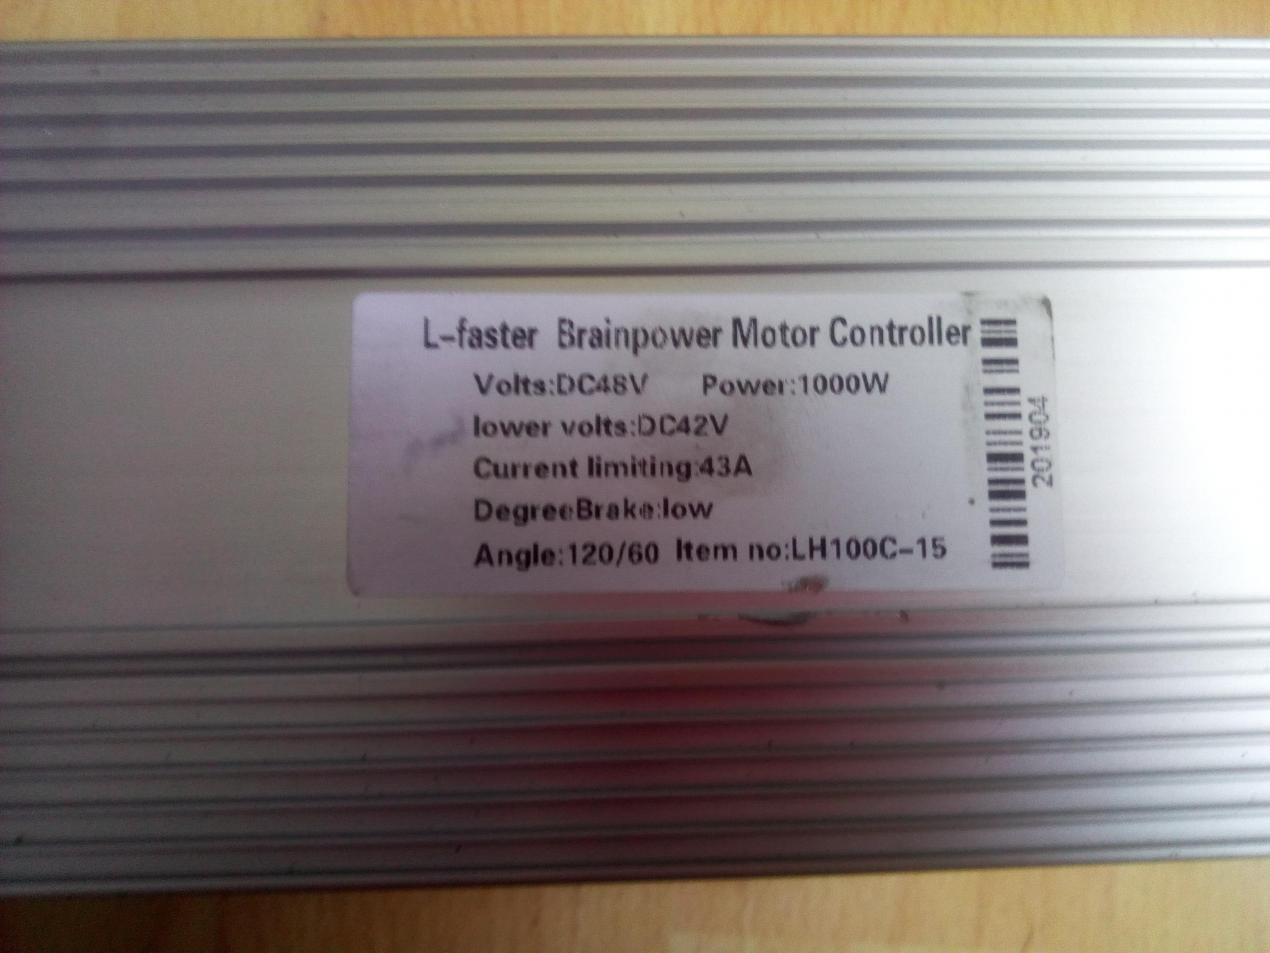 L-faster Brainpower Motor Controller
Volts:DC48V Power:1000W
lower volts:DC42V
Current limiting:43A
DegreeBrake:low
Angle:120/60 Item no:LH100C-15
201904